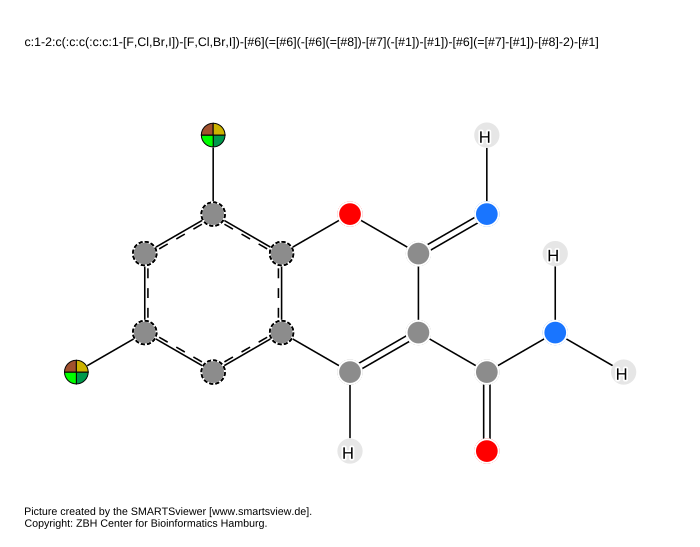 c:1-2:c(:c:c(:c:c:1-[F,Cl,Br,I])-[F,Cl,Br,I])-[#6](=[#6](-[#6](=[#8])-[#7](-[#1])-[#1])-[#6](=[#7]-[#1])-[#8]-2)-[#1]
H
H
H
H
Picture created by the SMARTSviewer [www.smartsview.de].
Copyright: ZBH Center for Bioinformatics Hamburg.